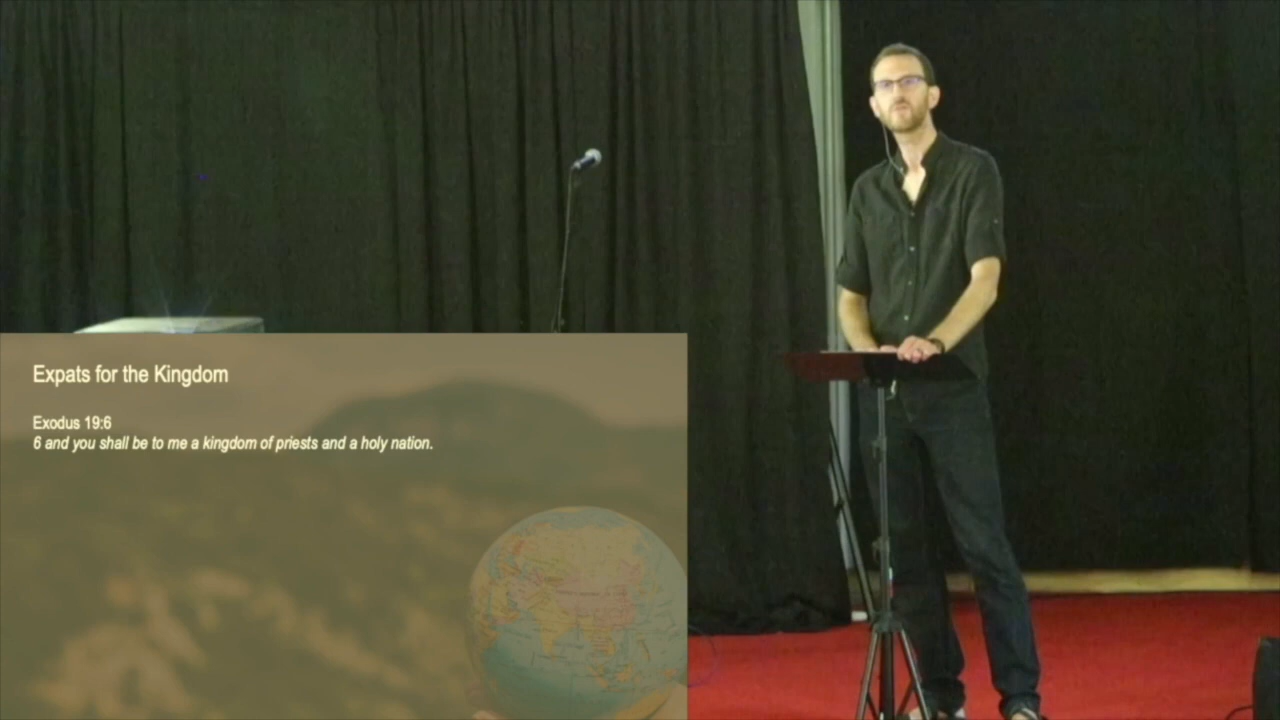 Expats for the Kingdom
Exodus 19:6
6 and you shall be to me a kingdom of priests and a holy nation.